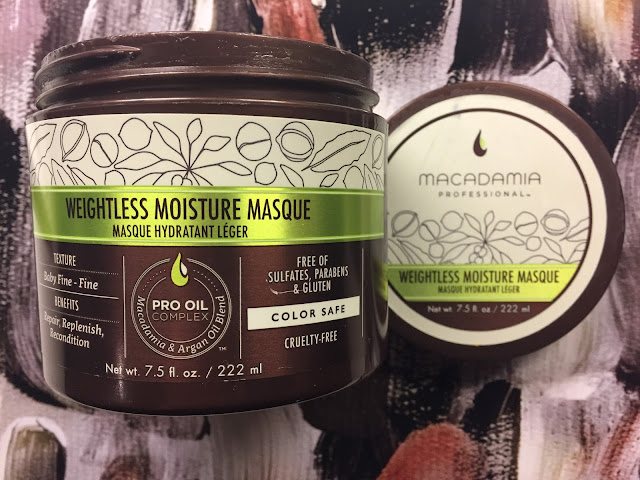 WEIGHTLESS MOISTURE MASQUE
MASQUE HYDRATANT LÉGER
TEXTURE
Baby Fine - Fine
BENEFITS
Repair, Replenish,
Recondition
PRO OIL
COMPLEX
Macadamia & Argan Oil Blend
TM
FREE OF
SULFATES, PARABENS
& GLUTEN
COLOR SAFE
CRUELTY-FREE
Net wt. 7.5 fl. oz. / 222 ml
MACADAMIA
PROFESSIONAL™
WEIGHTLESS MOISTURE MASQUE
MASQUE HYDRATANT LÉGER
Net wt. 7.5 fl. oz. / 222 ml